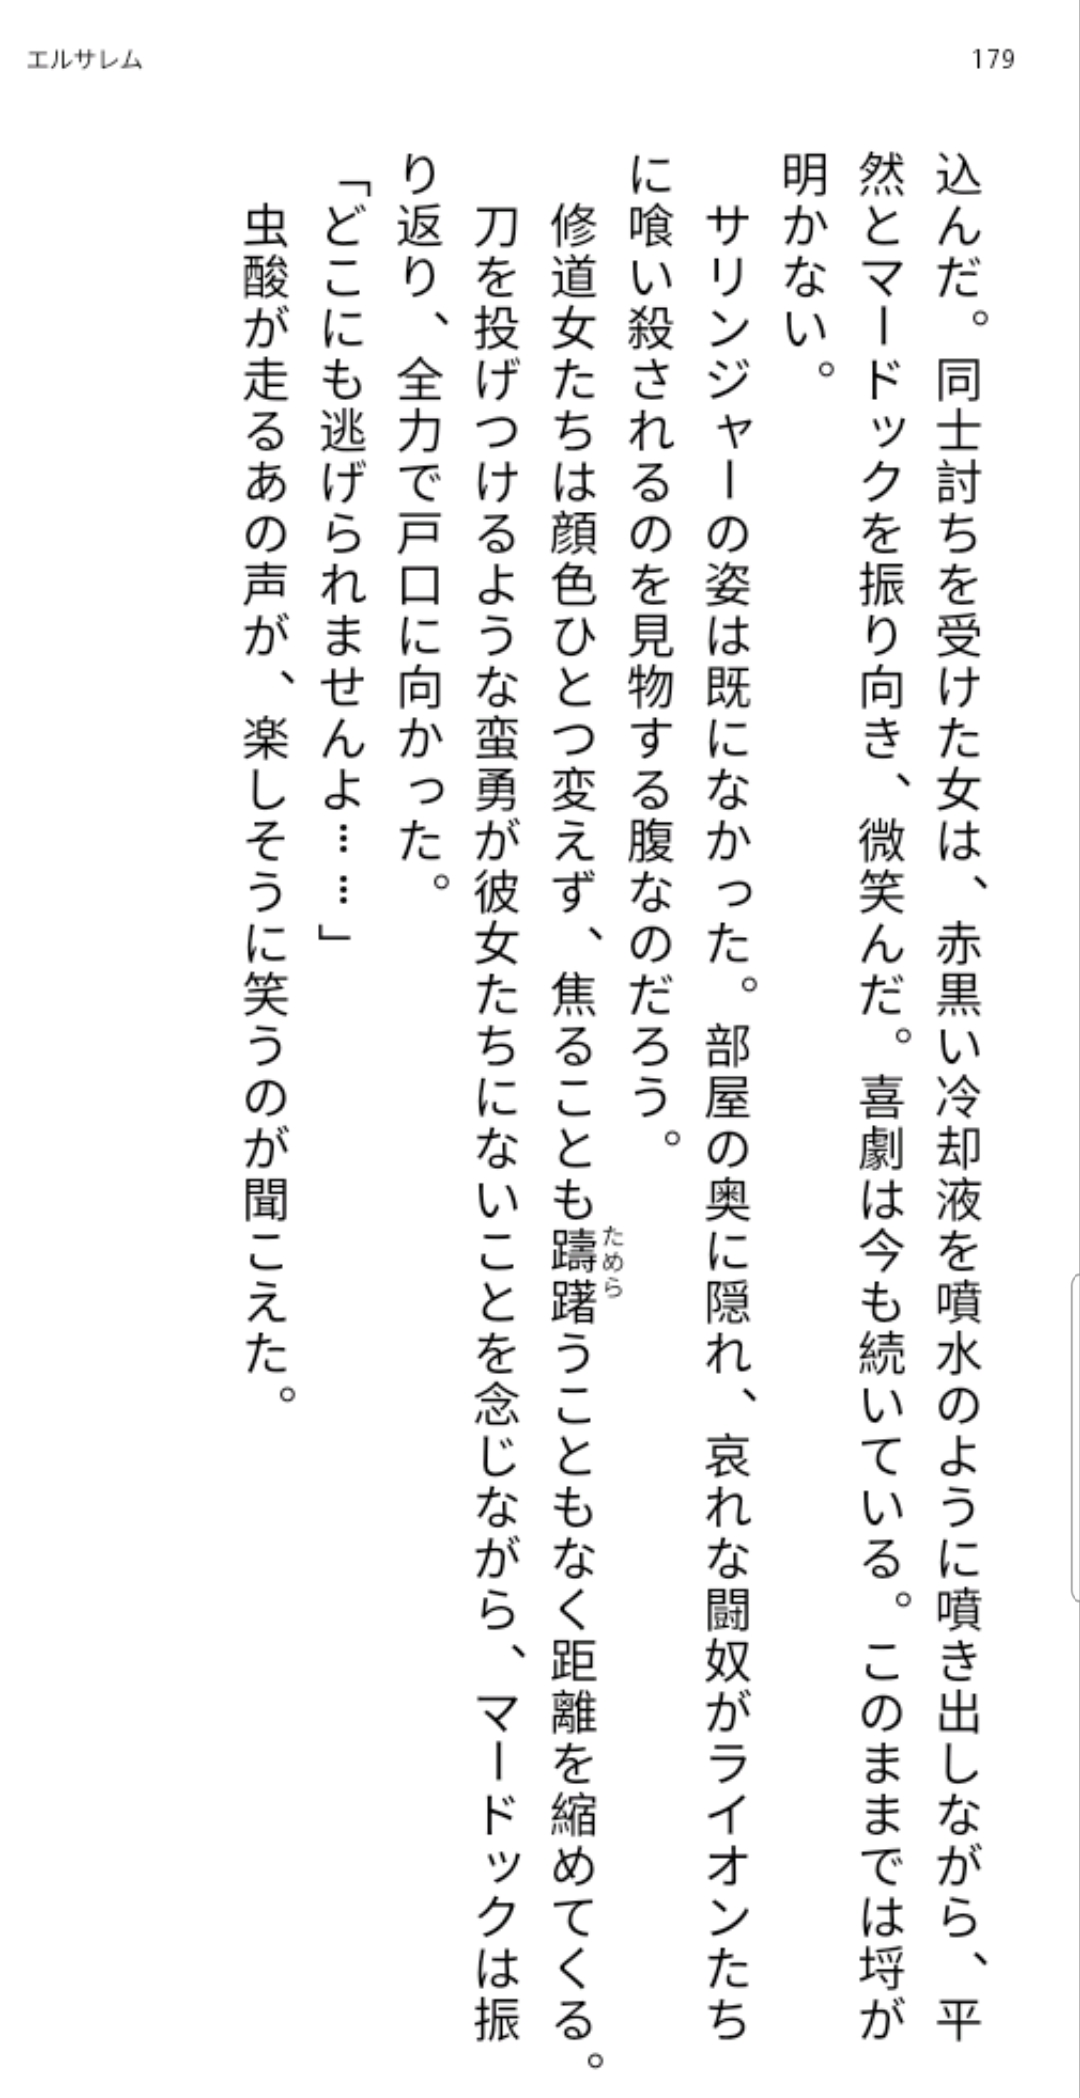 エルサレム
179
込んだ。同士討ちを受けた女は、赤黒い冷却液を噴水のように噴き出しながら、平
然とマードックを振り向き、微笑んだ。喜劇は今も続いている。このままでは埒が
明かない。
サリンジャーの姿は既になかった。部屋の奥に隠れ、哀れな闘奴がライオンたち
に喰い殺されるのを見物する腹なのだろう。
修道女たちは顔色ひとつ変えず、焦ることも躊躇うこともなく距離を縮めてくる。
ためら
刀を投げつけるような蛮勇が彼女たちにないことを念じながら、マードックは振
り返り、全力で戸口に向かった。
「どこにも逃げられませんよ……」
虫酸が走るあの声が、楽しそうに笑うのが聞こえた。